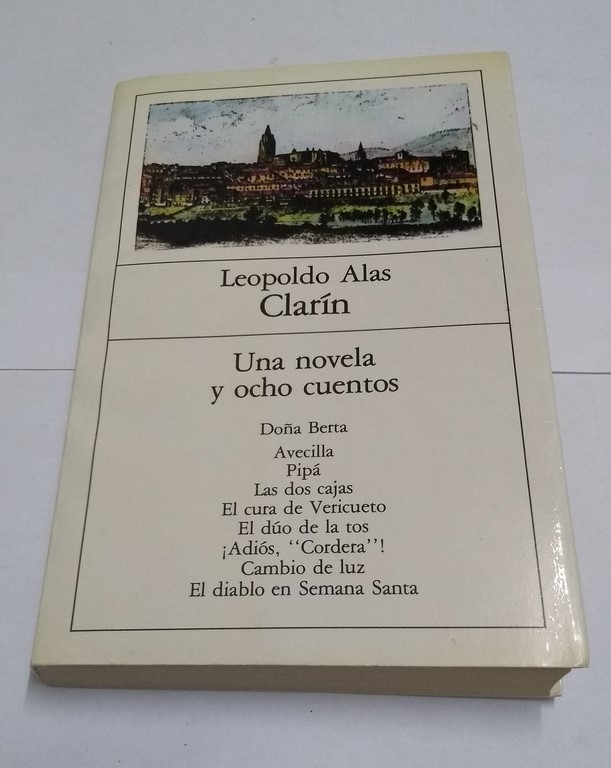 Leopoldo Alas
Clarín
Una novela
y ocho cuentos
Doña Berta
Avecilla
Pipá
Las dos cajas
El cura de Vericueto
El dúo de la tos
¡Adiós, ‘‘Cordera’’!
Cambio de luz
El diablo en Semana Santa